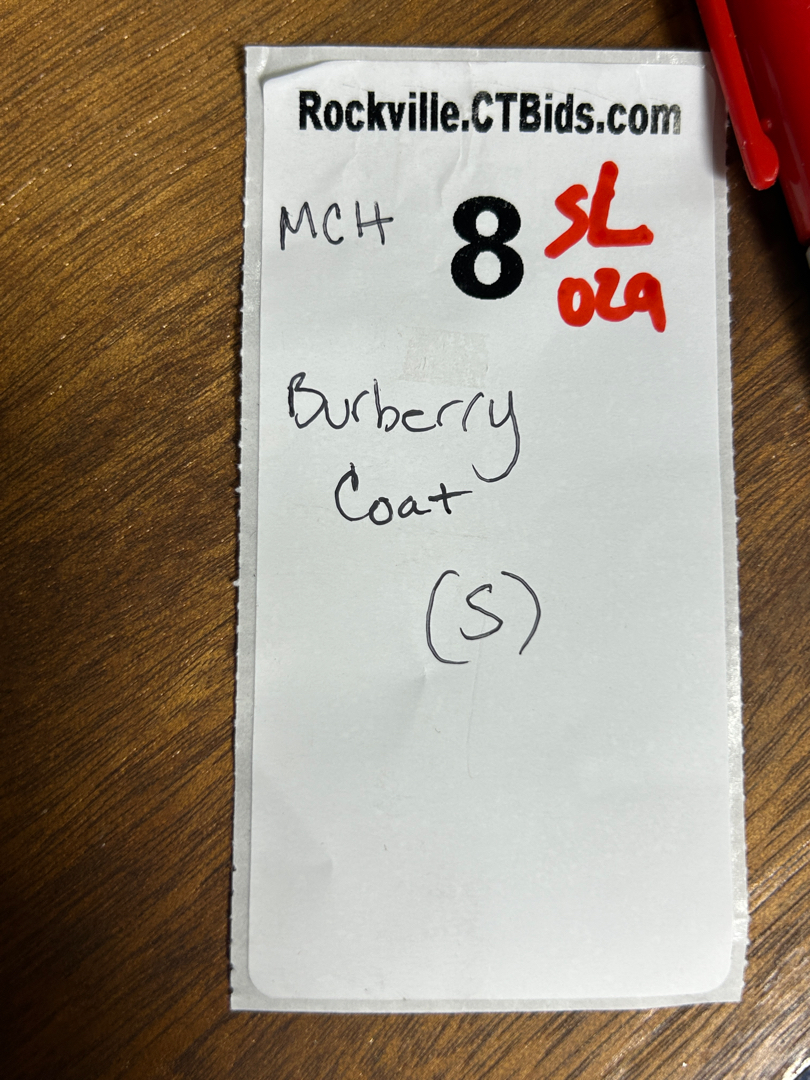 Rockville.CTBids.com
MCH 8 SL
029
Burberry
Coat
(S)